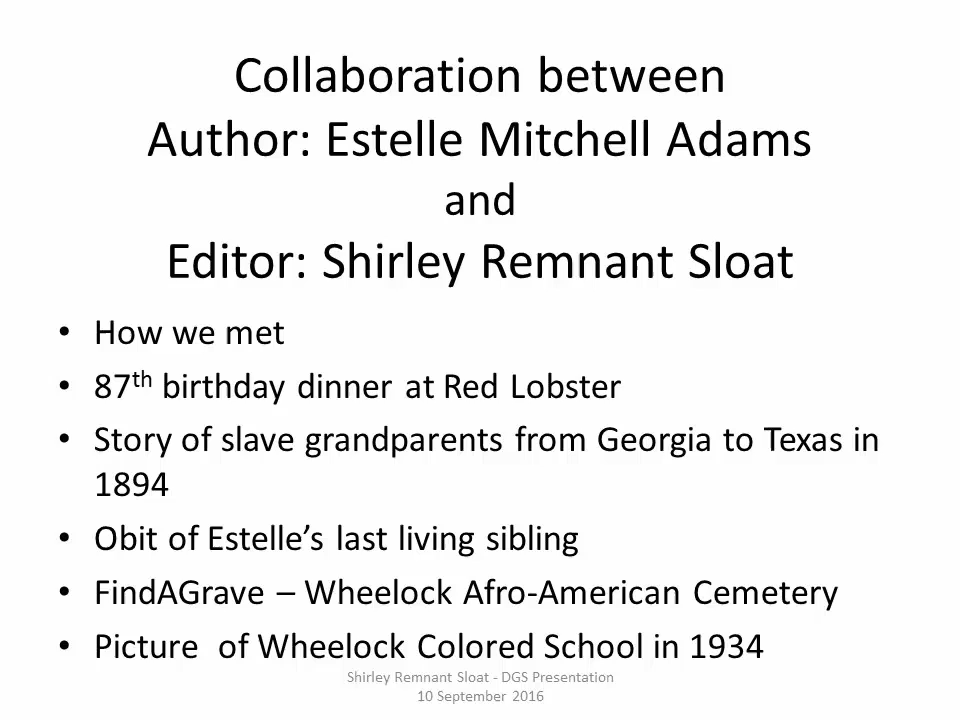 Collaboration between
Author: Estelle Mitchell Adams
and
Editor: Shirley Remnant Sloat
• How we met
• 87th birthday dinner at Red Lobster
• Story of slave grandparents from Georgia to Texas in
1894
• Obit of Estelle’s last living sibling
• FindAGrave – Wheelock Afro-American Cemetery
• Picture  of Wheelock Colored School in 1934
Shirley Remnant Sloat - DGS Presentation
10 September 2016